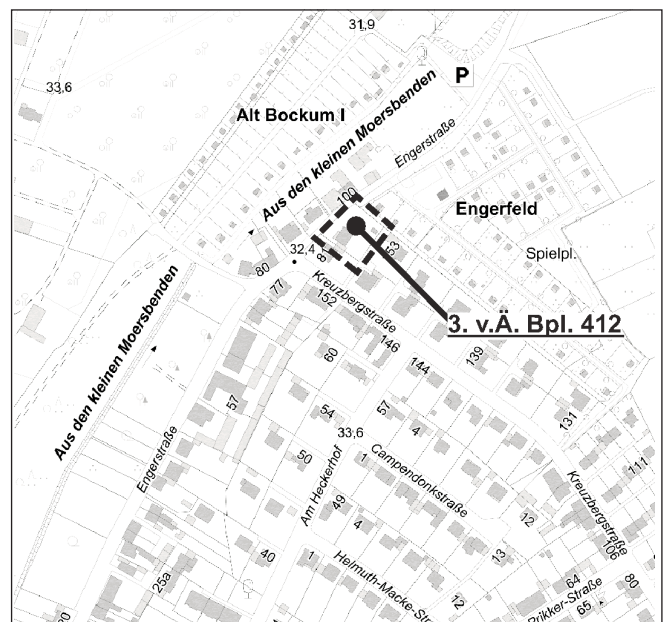 31,9
33,6
P
Alt Bockum I
Aus den kleinen Moersbenden
Engerstraße
100
Engerfeld
53
32,4
Spielpl.
80
77
152
Kreuzbergstraße
3. v.Ä. Bpl. 412
146
60
139
144
Aus den kleinen Moersbenden
57
54
57
4
131
33,6
Engerstraße
50
1
Campendonkstraße
111
Am Heckerhof
49
Kreuzbergstraße
4
12
106
40
1
13
Helmuth-Macke-Str
25a
64
80
12
65
Prikker-Straße
60